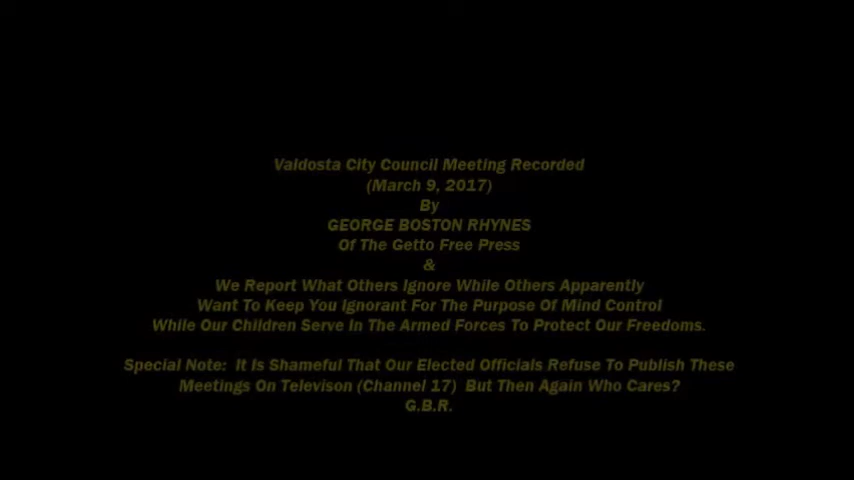 Valdosta City Council Meeting Recorded
(March 9, 2017)
By
GEORGE BOSTON RHYNES
Of The Getto Free Press
&
We Report What Others Ignore While Others Apparently
Want To Keep You Ignorant For The Purpose Of Mind Control
While Our Children Serve In The Armed Forces To Protect Our Freedoms.
Special Note:  It Is Shameful That Our Elected Officials Refuse To Publish These
Meetings On Televison (Channel 17)  But Then Again Who Cares?
G.B.R.